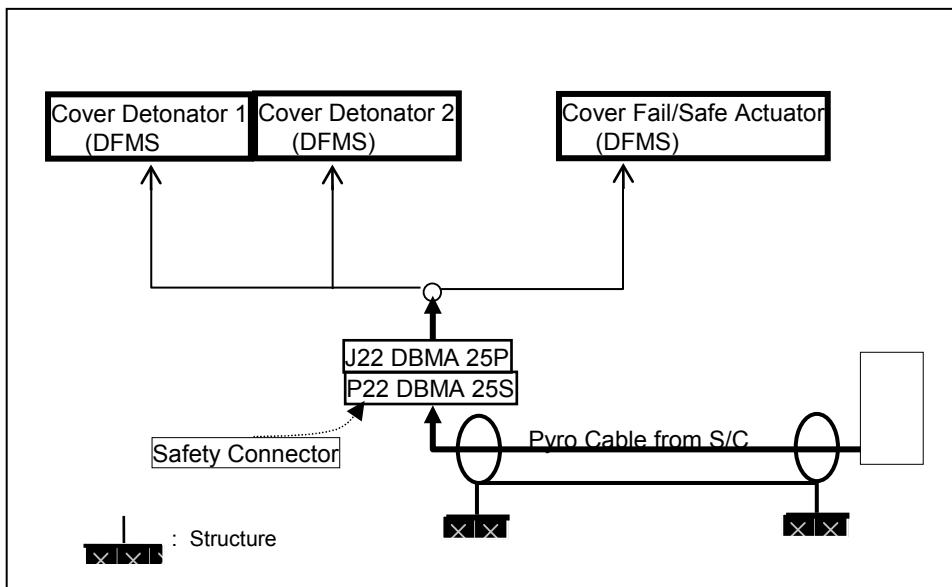 Cover Detonator 1
(DFMS
Cover Detonator 2
(DFMS)
Cover Fail/Safe Actuator
(DFMS)
J22 DBMA 25P
P22 DBMA 25S
Safety Connector
Pyro Cable from S/C
: Structure